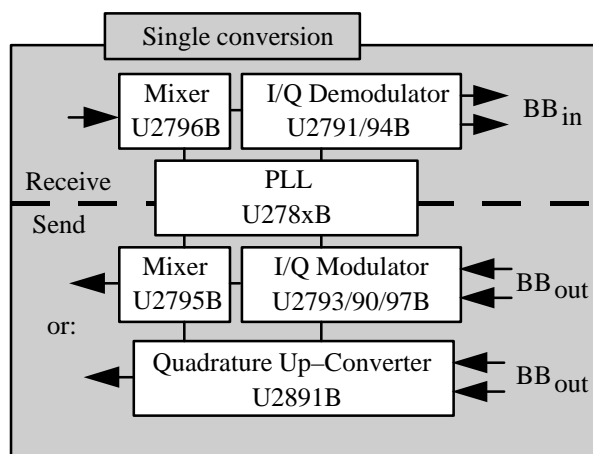 Single conversion
Mixer
U2796B
I/Q Demodulator
U2791/94B
BBin
PLL
U278xB
Receive
Send
Mixer
U2795B
I/Q Modulator
U2793/90/97B
BBout
or:
Quadrature Up–Converter
U2891B
BBout